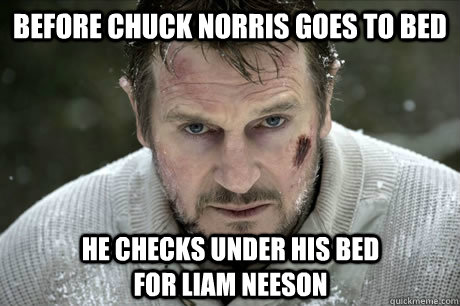 BEFORE CHUCK NORRIS GOES TO BED
HE CHECKS UNDER HIS BED
FOR LIAM NEESON
quickmeme.com